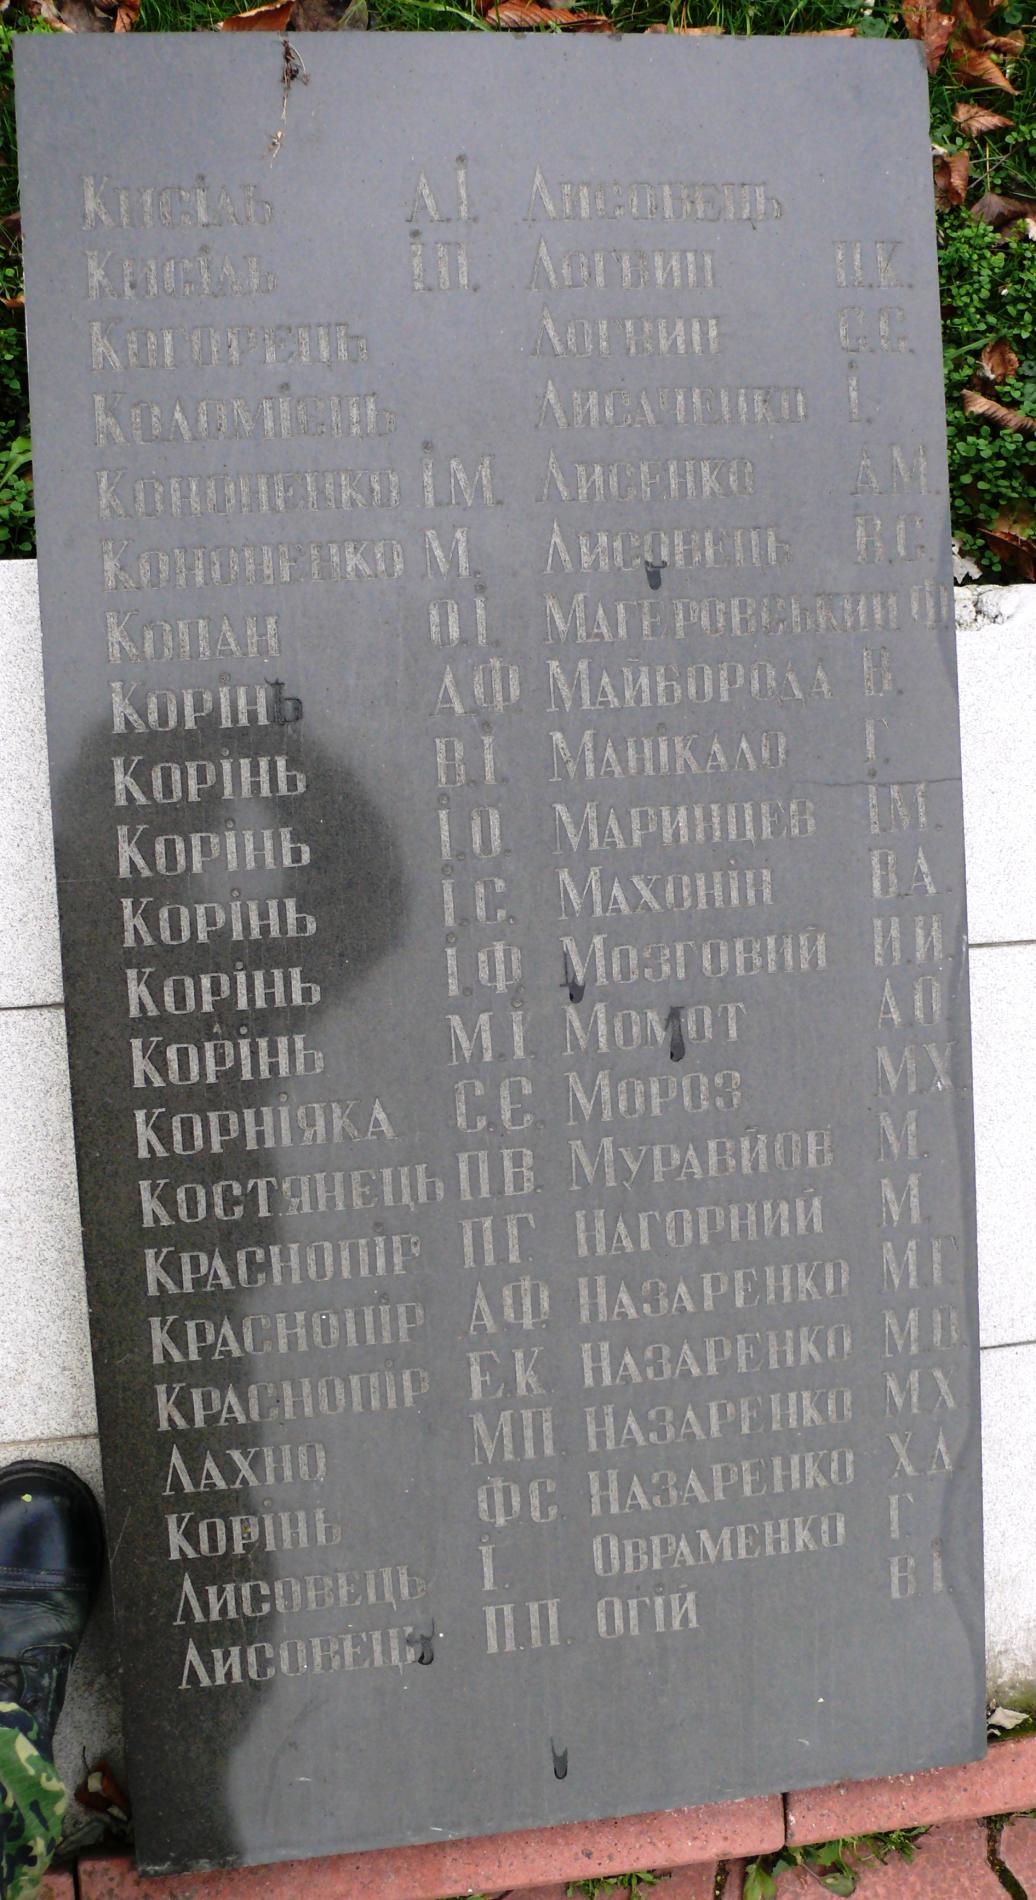 Кисіль А.І.
Кисіль І.П.
Когорець
Коломієць
Кононенко І.М.
Кононенко М.
Копан О.І.
Корінь А.Ф.
Корінь В.І.
Корінь І.О.
Корінь І.С.
Корінь І.Ф.
Корінь М.І.
Корніяка С.Є.
Костянець П.В.
Краснопір П.Г.
Краснопір А.Ф.
Краснопір Е.К.
Лахно М.П.
Корінь Ф.С.
Лисовець І.
Лисовець П.П.
Лисовець
Логвин Н.К.
Логвин С.С.
Лисаченко І.
Лисенко А.М.
Лисовець В.С.
Магеровський Ф
Майборода В.
Манікало Г.
Маринцев І.М.
Махонін В.А.
Мозговий И.И.
Момот А.О.
Мороз М.Х.
Муравйов М.
Нагорний М.
Назаренко М.Г.
Назаренко М.О.
Назаренко М.Х.
Назаренко Х.Д.
Овраменко Г.
Огій В.І.